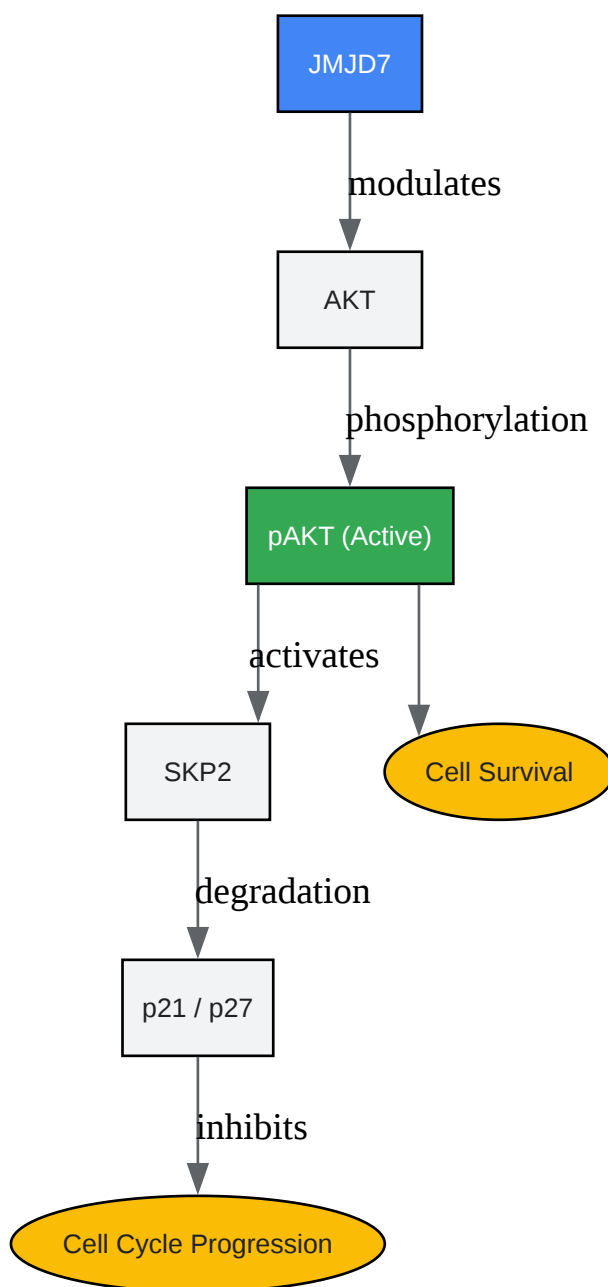 JMJD7
modulates
AKT
phosphorylation
pAKT (Active)
activates
SKP2
Cell Survival
degradation
p21 / p27
inhibits
Cell Cycle Progression